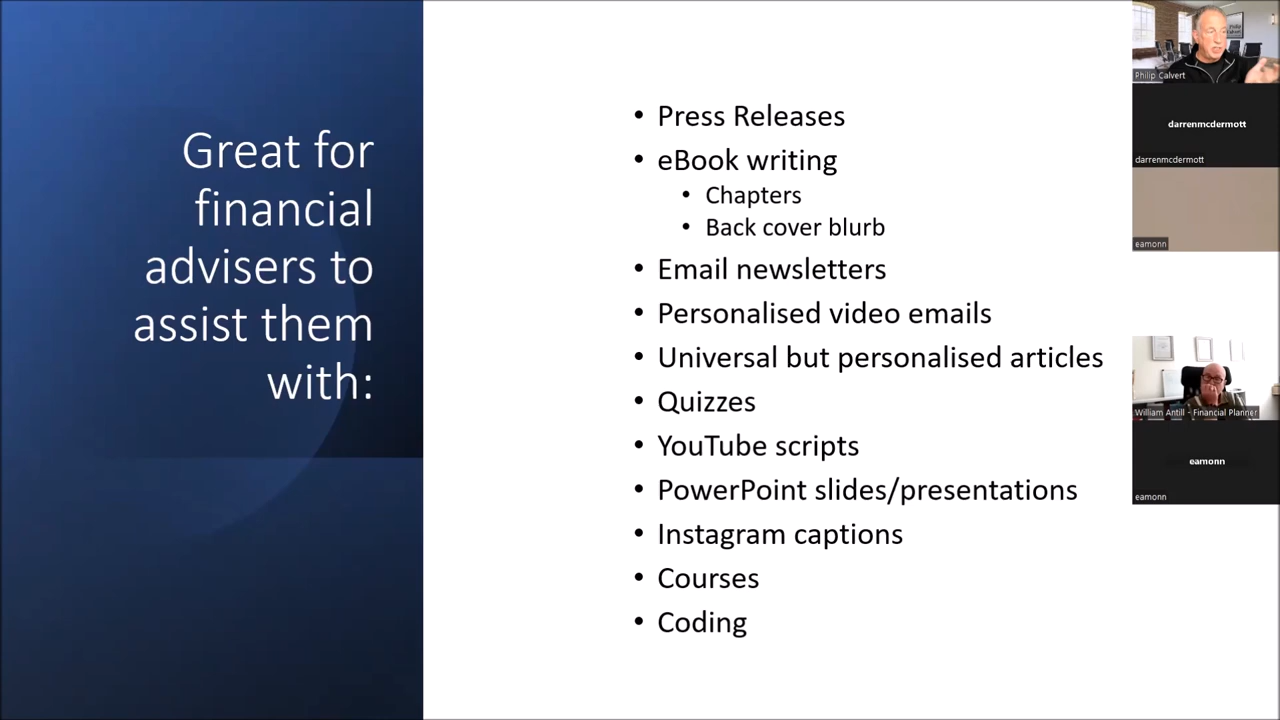 Great for
financial
advisers to
assist them
with:
• Press Releases
• eBook writing
• Chapters
• Back cover blurb
• Email newsletters
• Personalised video emails
• Universal but personalised articles
• Quizzes
• YouTube scripts
• PowerPoint slides/presentations
• Instagram captions
• Courses
• Coding
Philip Calvert
darrenmcdermott
darrenmcdermott
eamonn
William Antill - Financial Planner
eamonn
eamonn